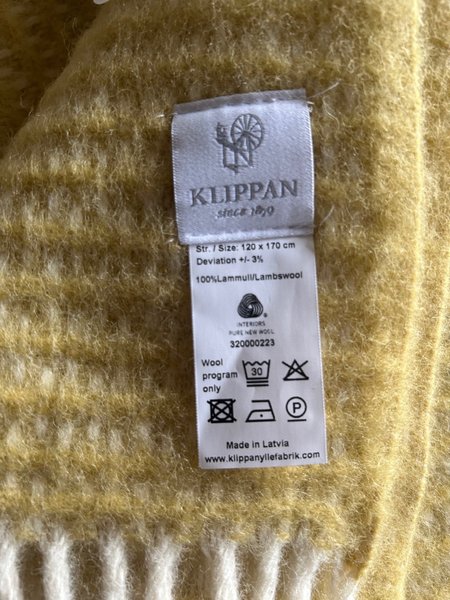 KLIPPAN
since 1879
Str. / Size: 120 x 170 cm
Deviation +/- 3%
100%Lammull/Lambswool
INTERIORS
PURE NEW WOOL
320000223
Wool
program
only
30
P
Made in Latvia
www.klippanyllefabrik.com